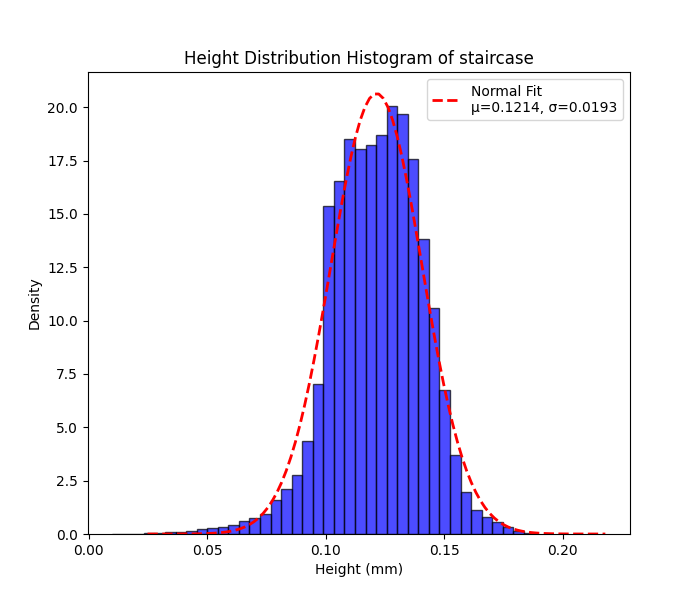 Height Distribution Histogram of staircase
Normal Fit
μ=0.1214, σ=0.0193
20.0
17.5
15.0
12.5
10.0
7.5
5.0
2.5
0.0
Density
0.00 0.05 0.10 0.15 0.20
Height (mm)